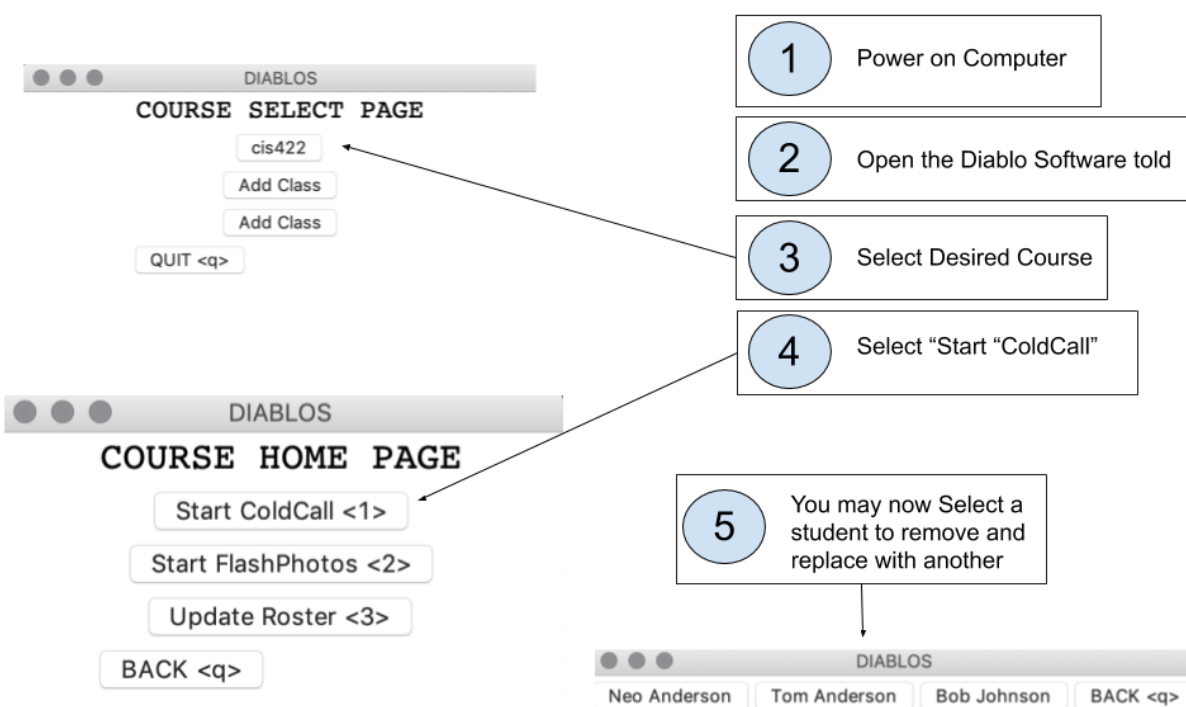 DIABLOS
COURSE SELECT PAGE
cis422
Add Class
Add Class
QUIT <q>
1 Power on Computer
2 Open the Diablo Software told
3 Select Desired Course
4 Select “Start “ColdCall”
DIABLOS
COURSE HOME PAGE
Start ColdCall <1>
Start FlashPhotos <2>
Update Roster <3>
BACK <q>
5 You may now Select a
student to remove and
replace with another
DIABLOS
Neo Anderson Tom Anderson Bob Johnson BACK <q>